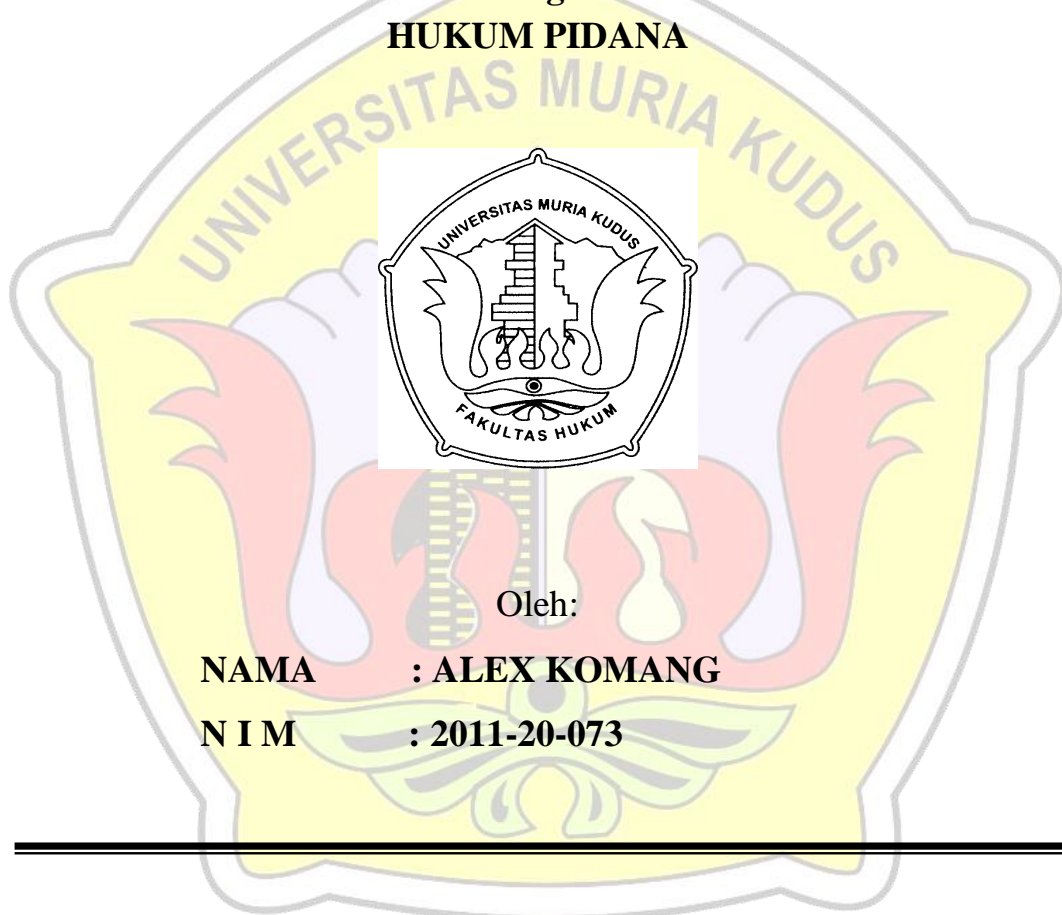 HUKUM PIDANA
UNIVERSITAS MURIA KUDUS
UNIVERSITAS MURIA KUDUS
FAKULTAS HUKUM
Oleh:
NAMA : ALEX KOMANG
N I M : 2011-20-073